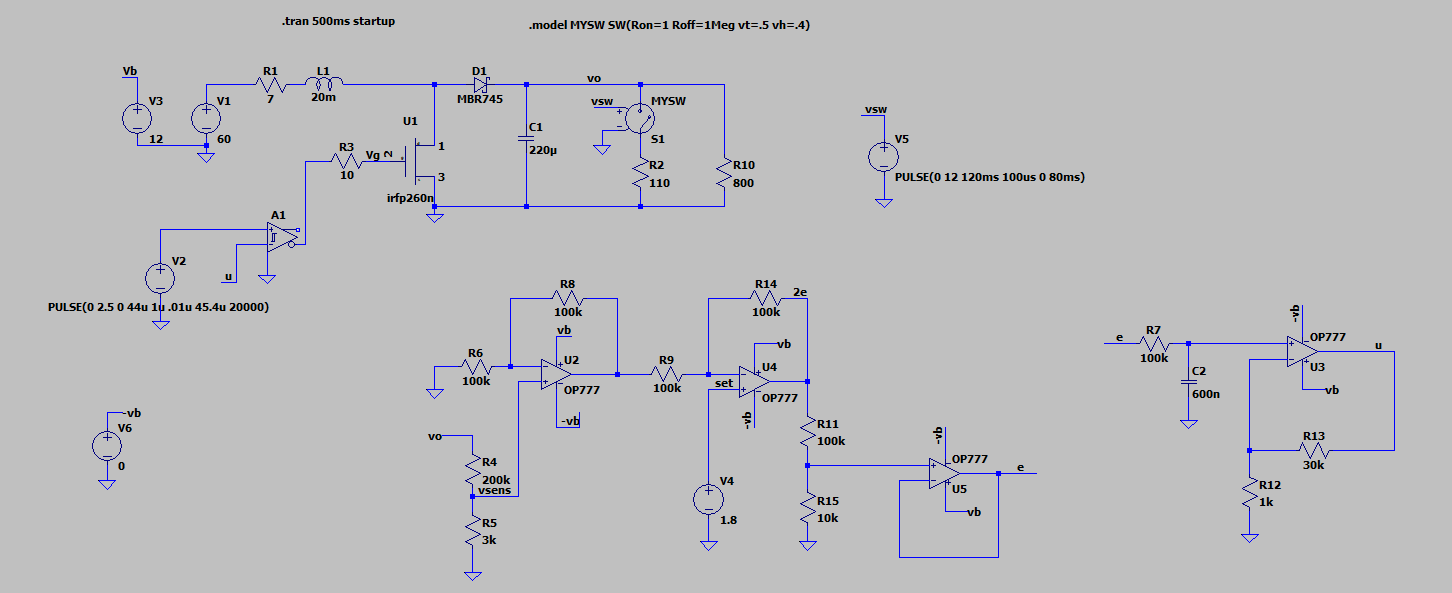 .tran 500ms startup
.model MYSW SW(Ron=1 Roff=1Meg vt=.5 vh=.4)
Vb
V3
12
V1
60
R1
7
L1
20m
D1
MBR745
vo
vsw
MYSW
S1
C1
220µ
R2
110
R10
800
U1
1
3
irfp260n
R3
10
Vg
2
vsw
V5
PULSE(0 12 120ms 100us 0 80ms)
A1
u
V2
PULSE(0 2.5 0 44u 1u .01u 45.4u 20000)
R8
100k
vb
R6
100k
U2
OP777
-vb
R9
100k
R14
100k
2e
vb
set
U4
OP777
-vb
vo
R4
200k
vsens
R5
3k
V4
1.8
R11
100k
R15
10k
-vb
OP777
U5
vb
e
-vb
V6
0
e
R7
100k
C2
600n
-vb
OP777
U3
vb
u
R13
30k
R12
1k